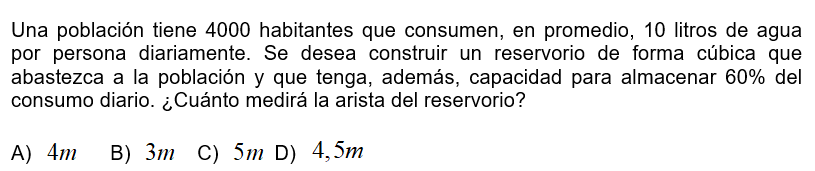 Una población tiene 4000 habitantes que consumen, en promedio, 10 litros de agua
por persona diariamente. Se desea construir un reservorio de forma cúbica que
abastezca a la población y que tenga, además, capacidad para almacenar 60% del
consumo diario. ¿Cuánto medirá la arista del reservorio?
A) 4m B) 3m C) 5m D) 4,5m